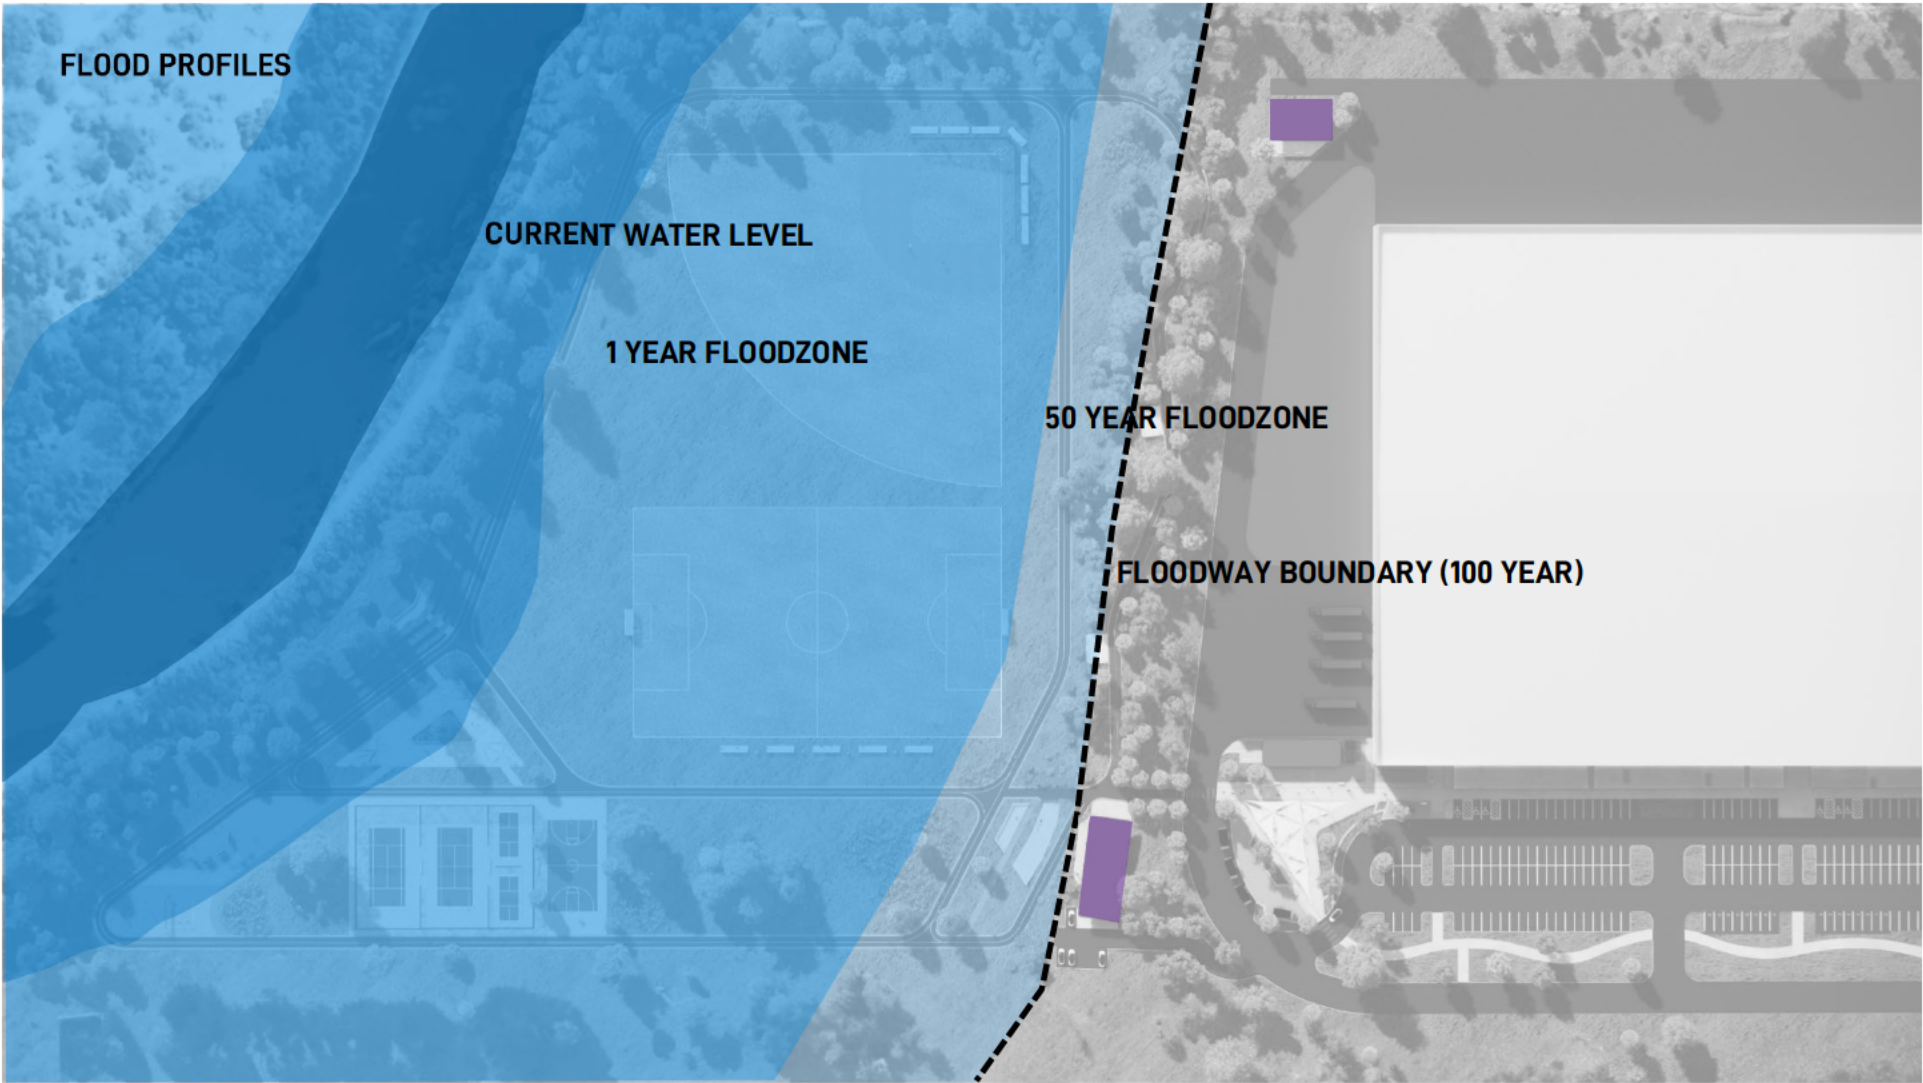 FLOOD PROFILES
CURRENT WATER LEVEL
1 YEAR FLOODZONE
50 YEAR FLOODZONE
FLOODWAY BOUNDARY (100 YEAR)